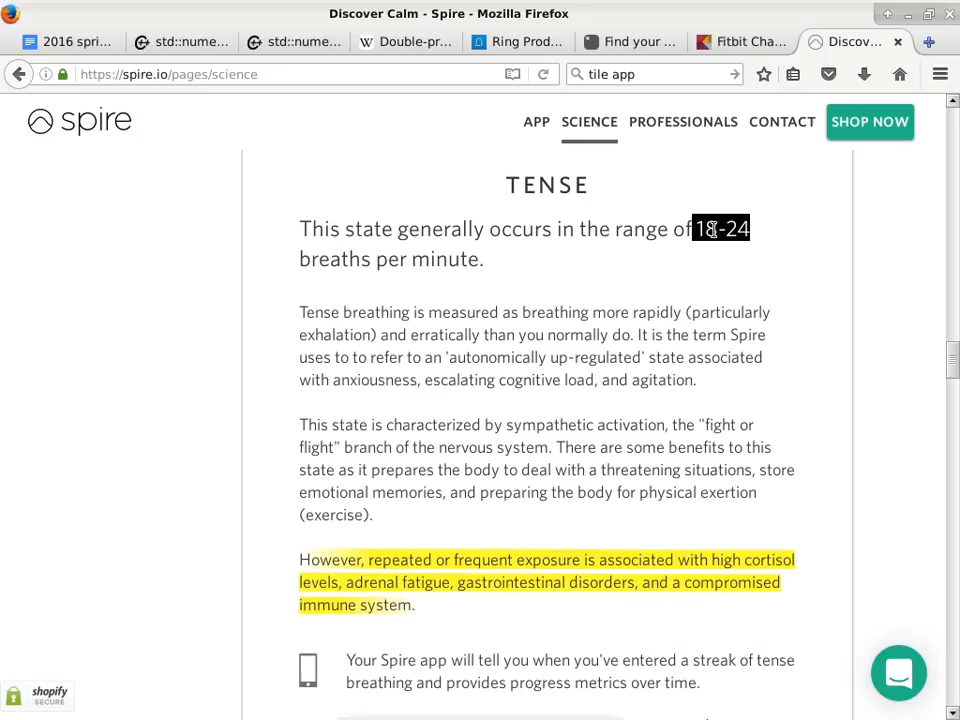 Discover Calm - Spire - Mozilla Firefox
2016 spri...
std::nume...
std::nume...
Double-pr...
Ring Prod...
Find your ...
Fitbit Cha...
Discov...
https://spire.io/pages/science
tile app
spire
APP SCIENCE PROFESSIONALS CONTACT SHOP NOW
TENSE
This state generally occurs in the range of 18-24
breaths per minute.
Tense breathing is measured as breathing more rapidly (particularly
exhalation) and erratically than you normally do. It is the term Spire
uses to to refer to an 'autonomically up-regulated' state associated
with anxiousness, escalating cognitive load, and agitation.
This state is characterized by sympathetic activation, the "fight or
flight" branch of the nervous system. There are some benefits to this
state as it prepares the body to deal with a threatening situations, store
emotional memories, and preparing the body for physical exertion
(exercise).
However, repeated or frequent exposure is associated with high cortisol
levels, adrenal fatigue, gastrointestinal disorders, and a compromised
immune system.
Your Spire app will tell you when you've entered a streak of tense
breathing and provides progress metrics over time.
shopify
SECURE